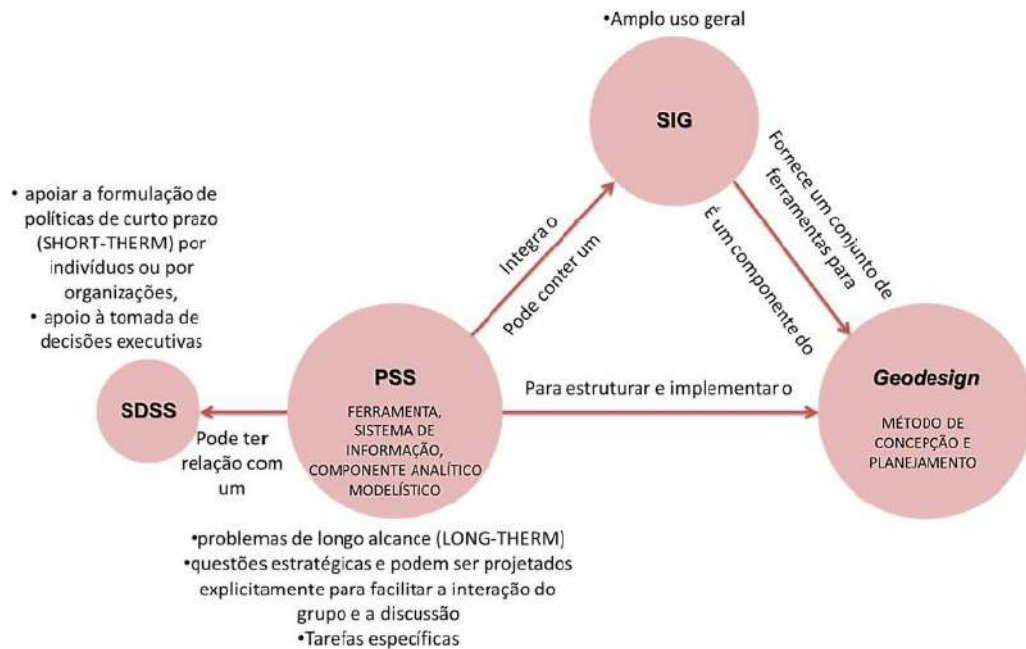 •Amplo uso geral
SIG
Fornece um conjunto de
ferramentas para
É um componente do
Integra o
Pode conter um
• apoiar a formulação de
políticas de curto prazo
(SHORT-THERM) por
indivíduos ou por
organizações,
• apoio à tomada de
decisões executivas
SDSS
Pode ter
relação com
um
PSS
FERRAMENTA,
SISTEMA DE
INFORMAÇÃO,
COMPONENTE ANALÍTICO
MODELÍSTICO
Para estruturar e implementar o
Geodesign
MÉTODO DE
CONCEPÇÃO E
PLANEJAMENTO
•problemas de longo alcance (LONG-THERM)
•questões estratégicas e podem ser projetados
explicitamente para facilitar a interação do
grupo e a discussão
•Tarefas específicas